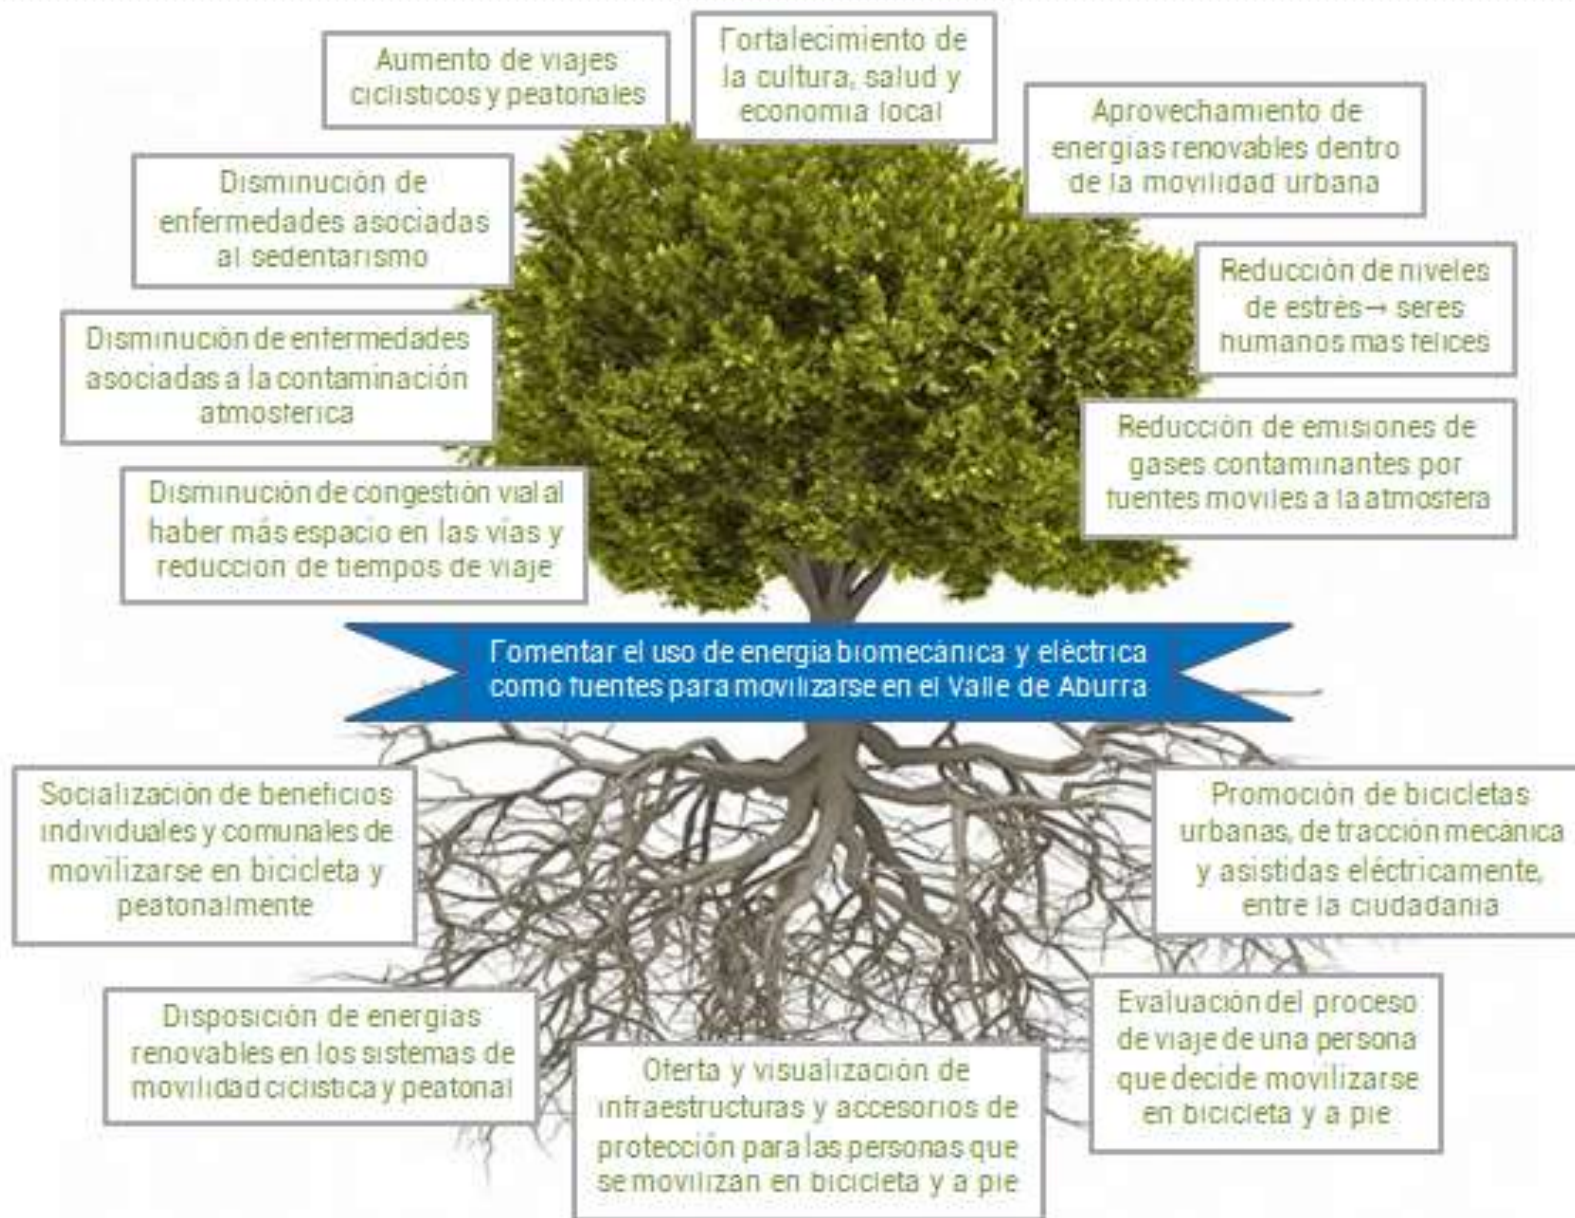 Aumento de viajes
ciclísticos y peatonales
Fortalecimiento de
la cultura, salud y
economía local
Aprovechamiento de
energías renovables dentro
de la movilidad urbana
Disminución de
enfermedades asociadas
al sedentarismo
Reducción de niveles
de estrés→ seres
humanos mas felices
Disminución de enfermedades
asociadas a la contaminación
atmosférica
Reducción de emisiones de
gases contaminantes por
fuentes moviles a la atmosfera
Disminución de congestión vial al
haber más espacio en las vías y
reducción de tiempos de viaje
Fomentar el uso de energía biomecánica y eléctrica
como fuentes para movilizarse en el Valle de Aburra
Socialización de beneficios
individuales y comunales de
movilizarse en bicicleta y
peatonalmente
Promoción de bicicletas
urbanas, de tracción mecánica
y asistidas eléctricamente,
entre la ciudadanía
Disposición de energías
renovables en los sistemas de
movilidad ciclística y peatonal
Oferta y visualización de
infraestructuras y accesorios de
protección para las personas que
se movilizan en bicicleta y a pie
Evaluación del proceso
de viaje de una persona
que decide movilizarse
en bicicleta y a pie